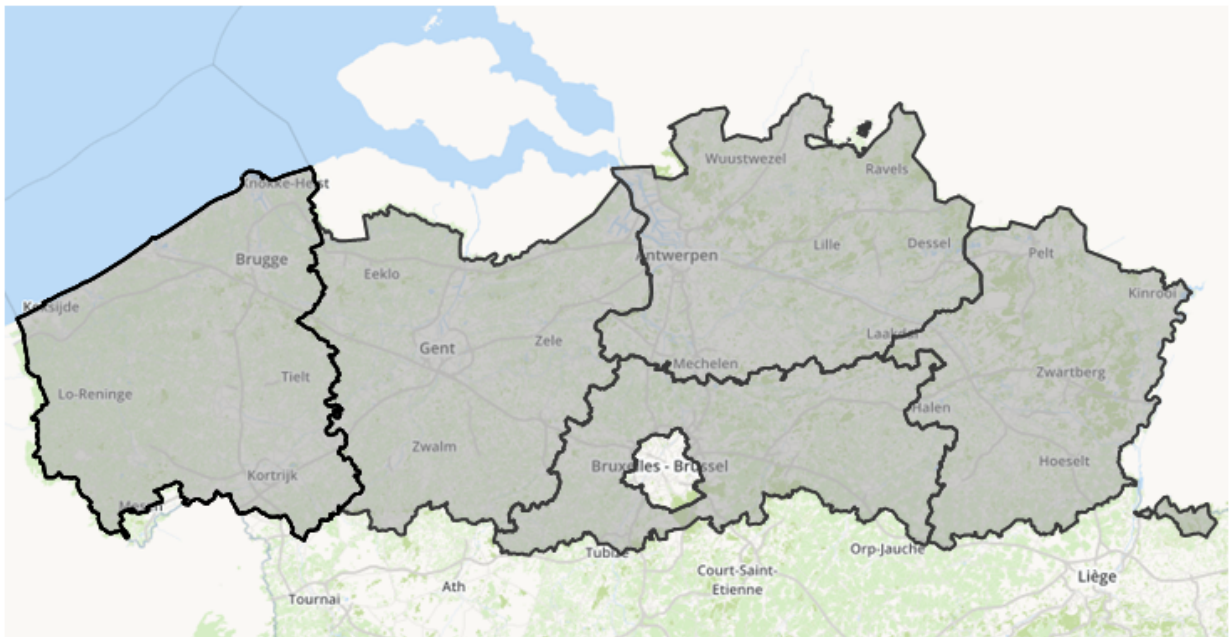 Wuustwezel
Ravels
Knokke-Heist
Brugge
Eeklo
Antwerpen
Lille
Dessel
Pelt
Kinrooi
Koksijde
Gent
Zele
Laakdal
Mechelen
Tielt
Zwartberg
Lo-Reninge
Halen
Zwalm
Kortrijk
Bruxelles - Brussel
Hoeselt
Mesen
Tubize
Orp-Jauche
Court-Saint-
Etienne
Liège
Ath
Tournai